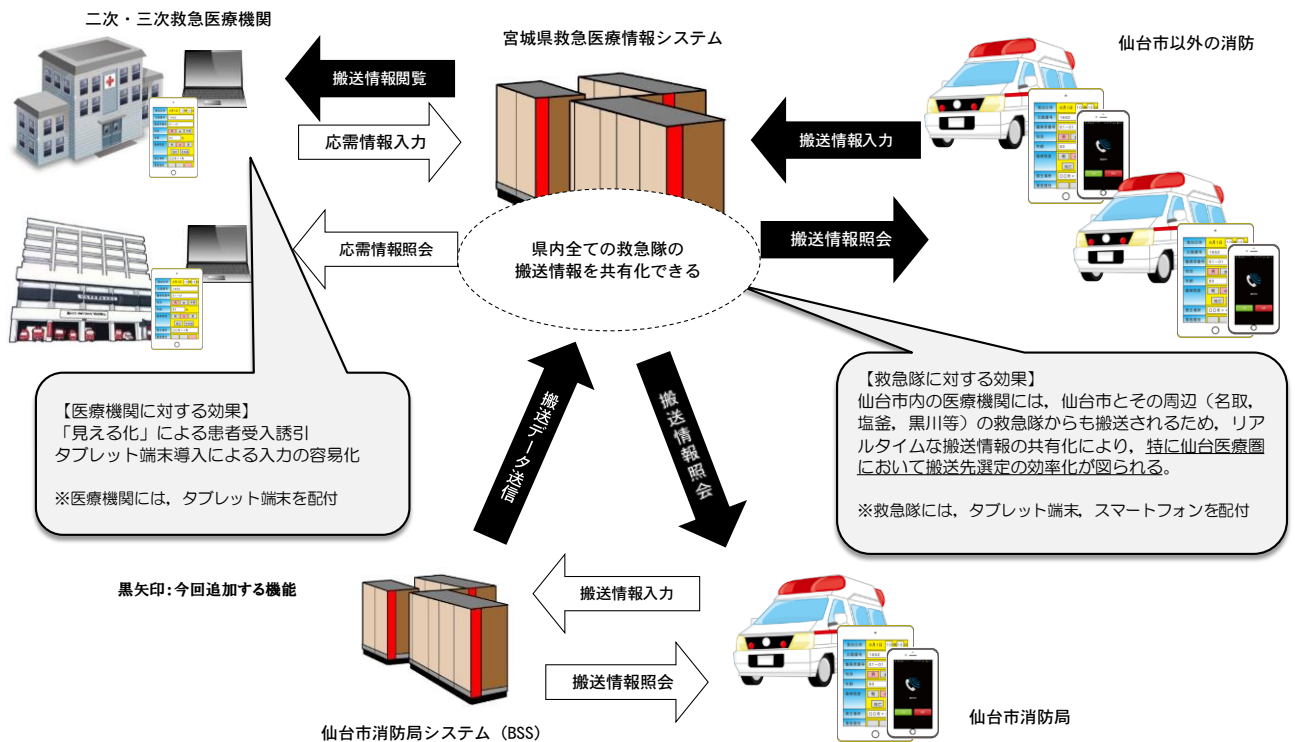 二次・三次救急医療機関
宮城県救急医療情報システム
仙台市以外の消防
搬送情報閲覧
応需情報入力
搬送情報入力
応需情報照会
県内全ての救急隊の
搬送情報を共有化できる
搬送情報照会
【医療機関に対する効果】
「見える化」による患者受入誘引
タブレット端末導入による入力の容易化
※医療機関には，タブレット端末を配付
搬送データ送信
搬送情報照会
【救急隊に対する効果】
仙台市内の医療機関には，仙台市とその周辺（名取，
塩釜，黒川等）の救急隊からも搬送されるため，リア
ルタイムな搬送情報の共有化により，特に仙台医療圏
において搬送先選定の効率化が図られる。
※救急隊には，タブレット端末，スマートフォンを配付
黒矢印：今回追加する機能
搬送情報入力
搬送情報照会
仙台市消防局システム（BSS）
仙台市消防局